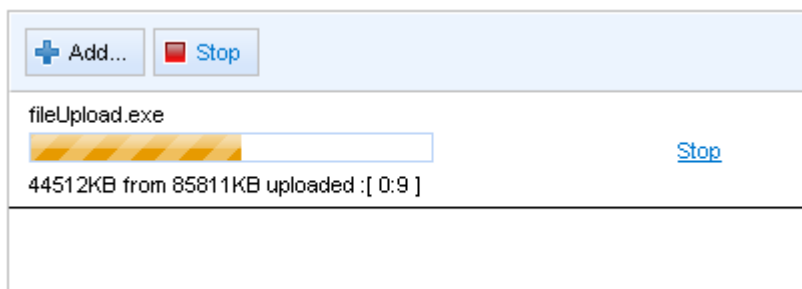 Add... Stop
fileUpload.exe
Stop
44512KB from 85811KB uploaded :[ 0:9 ]